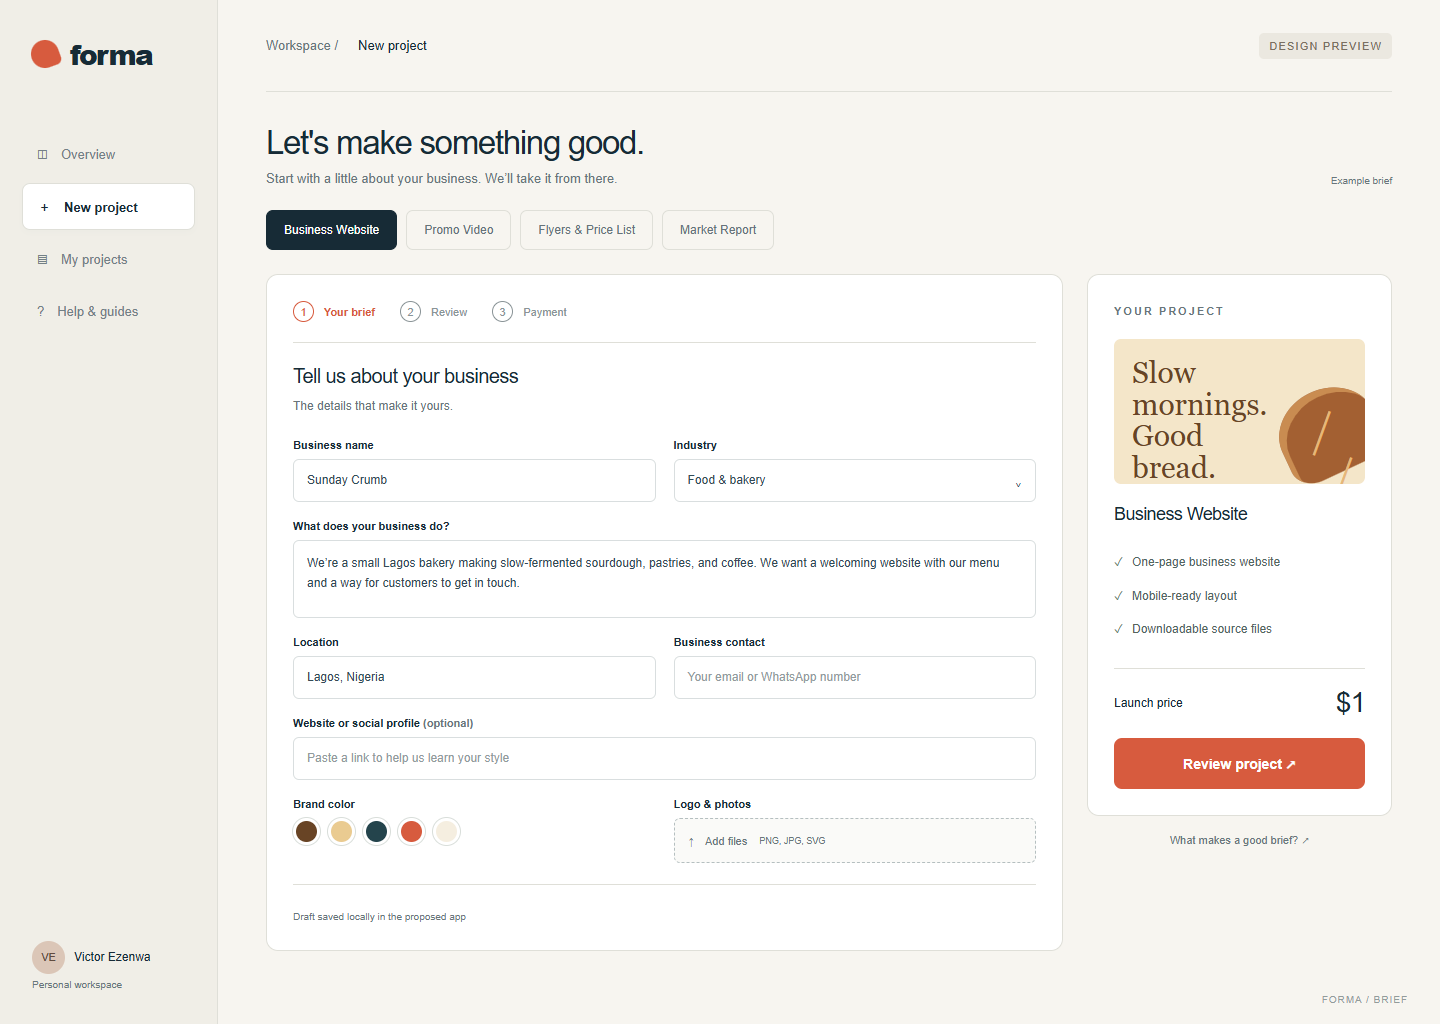 forma
Workspace / New project
DESIGN PREVIEW
Overview
+ New project
My projects
? Help & guides
Let's make something good.
Start with a little about your business. We’ll take it from there.
Example brief
Business Website
Promo Video
Flyers & Price List
Market Report
1 Your brief
2 Review
3 Payment
Tell us about your business
The details that make it yours.
Business name
Sunday Crumb
Industry
Food & bakery
What does your business do?
We’re a small Lagos bakery making slow-fermented sourdough, pastries, and coffee. We want a welcoming website with our menu
and a way for customers to get in touch.
Location
Lagos, Nigeria
Business contact
Your email or WhatsApp number
Website or social profile (optional)
Paste a link to help us learn your style
Brand color
Logo & photos
↑ Add files PNG, JPG, SVG
Draft saved locally in the proposed app
YOUR PROJECT
Slow
mornings.
Good
bread.
Business Website
✓ One-page business website
✓ Mobile-ready layout
✓ Downloadable source files
Launch price $1
Review project ↗
What makes a good brief? ↗
VE Victor Ezenwa
Personal workspace
FORMA / BRIEF